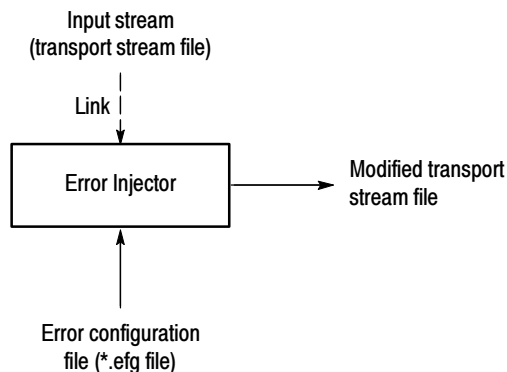 Input stream
(transport stream file)
Link
Error Injector
Modified transport
stream file
Error configuration
file (*.efg file)